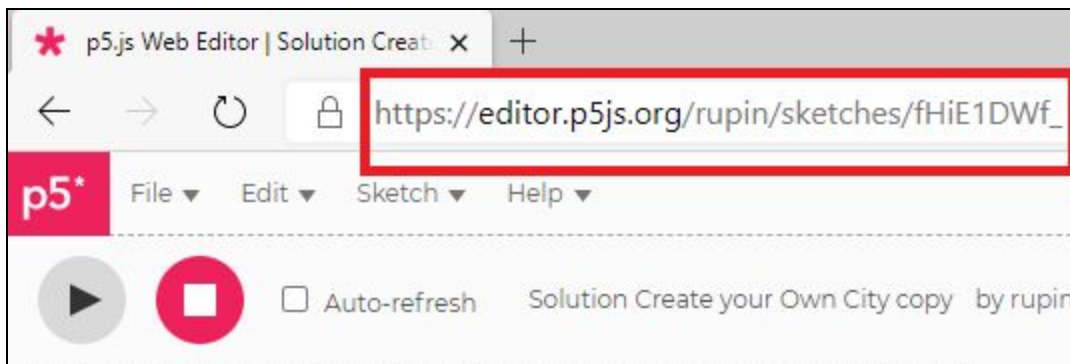 p5.js Web Editor | Solution Creat
https://editor.p5js.org/rupin/sketches/fHiE1DWf_
p5* File Edit Sketch Help
Auto-refresh Solution Create your Own City copy by rupin